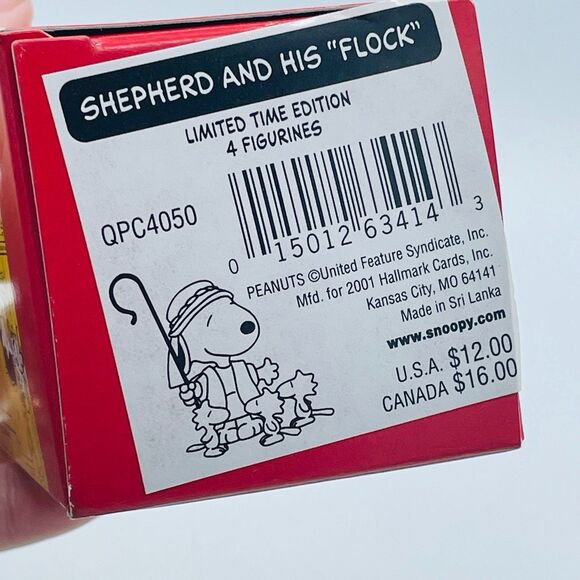 SHEPHERD AND HIS "FLOCK"
LIMITED TIME EDITION
4 FIGURINES
QPC4050
0 15012 63414 3
PEANUTS ©United Feature Syndicate, Inc.
Mfd. for 2001 Hallmark Cards, Inc.
Kansas City, MO 64141
Made in Sri Lanka
www.snoopy.com
U.S.A. $12.00
CANADA $16.00